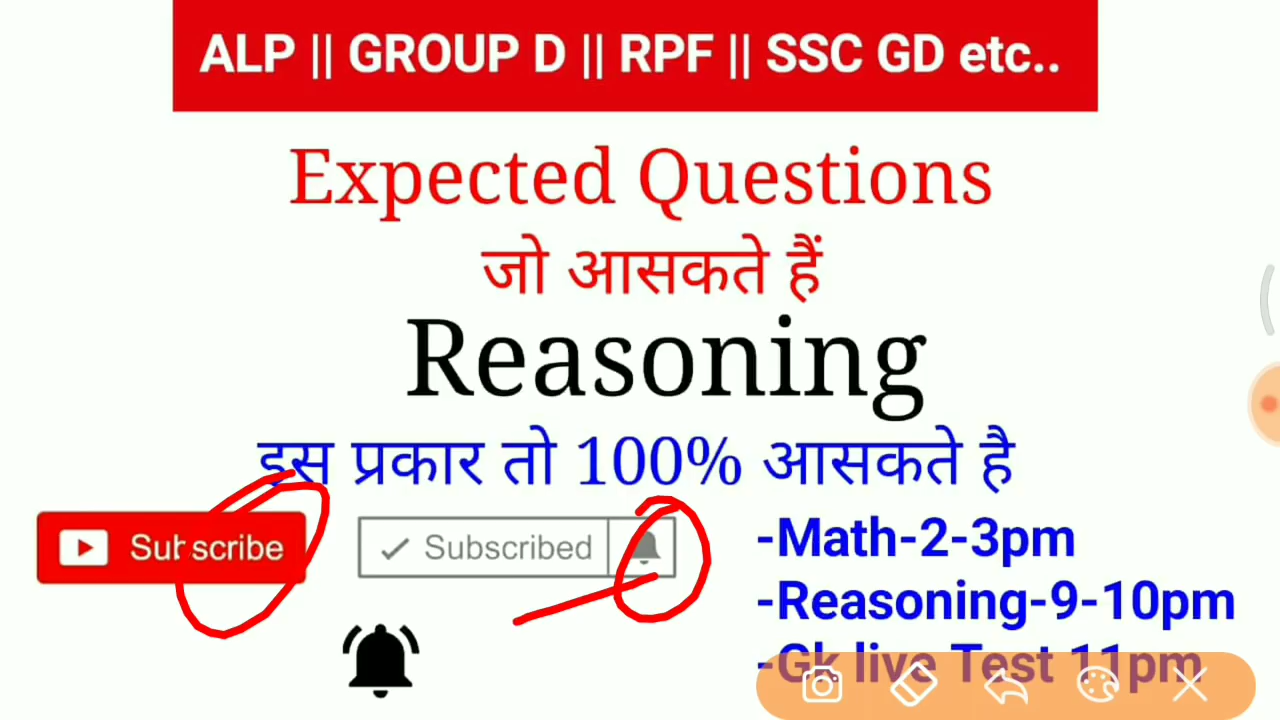 ALP || GROUP D || RPF || SSC GD etc..
Expected Questions
जो आसकते हैं
Reasoning
इस प्रकार तो 100% आसकते है
Subscribe
Subscribed
-Math-2-3pm
-Reasoning-9-10pm
-Gk live Test 11pm